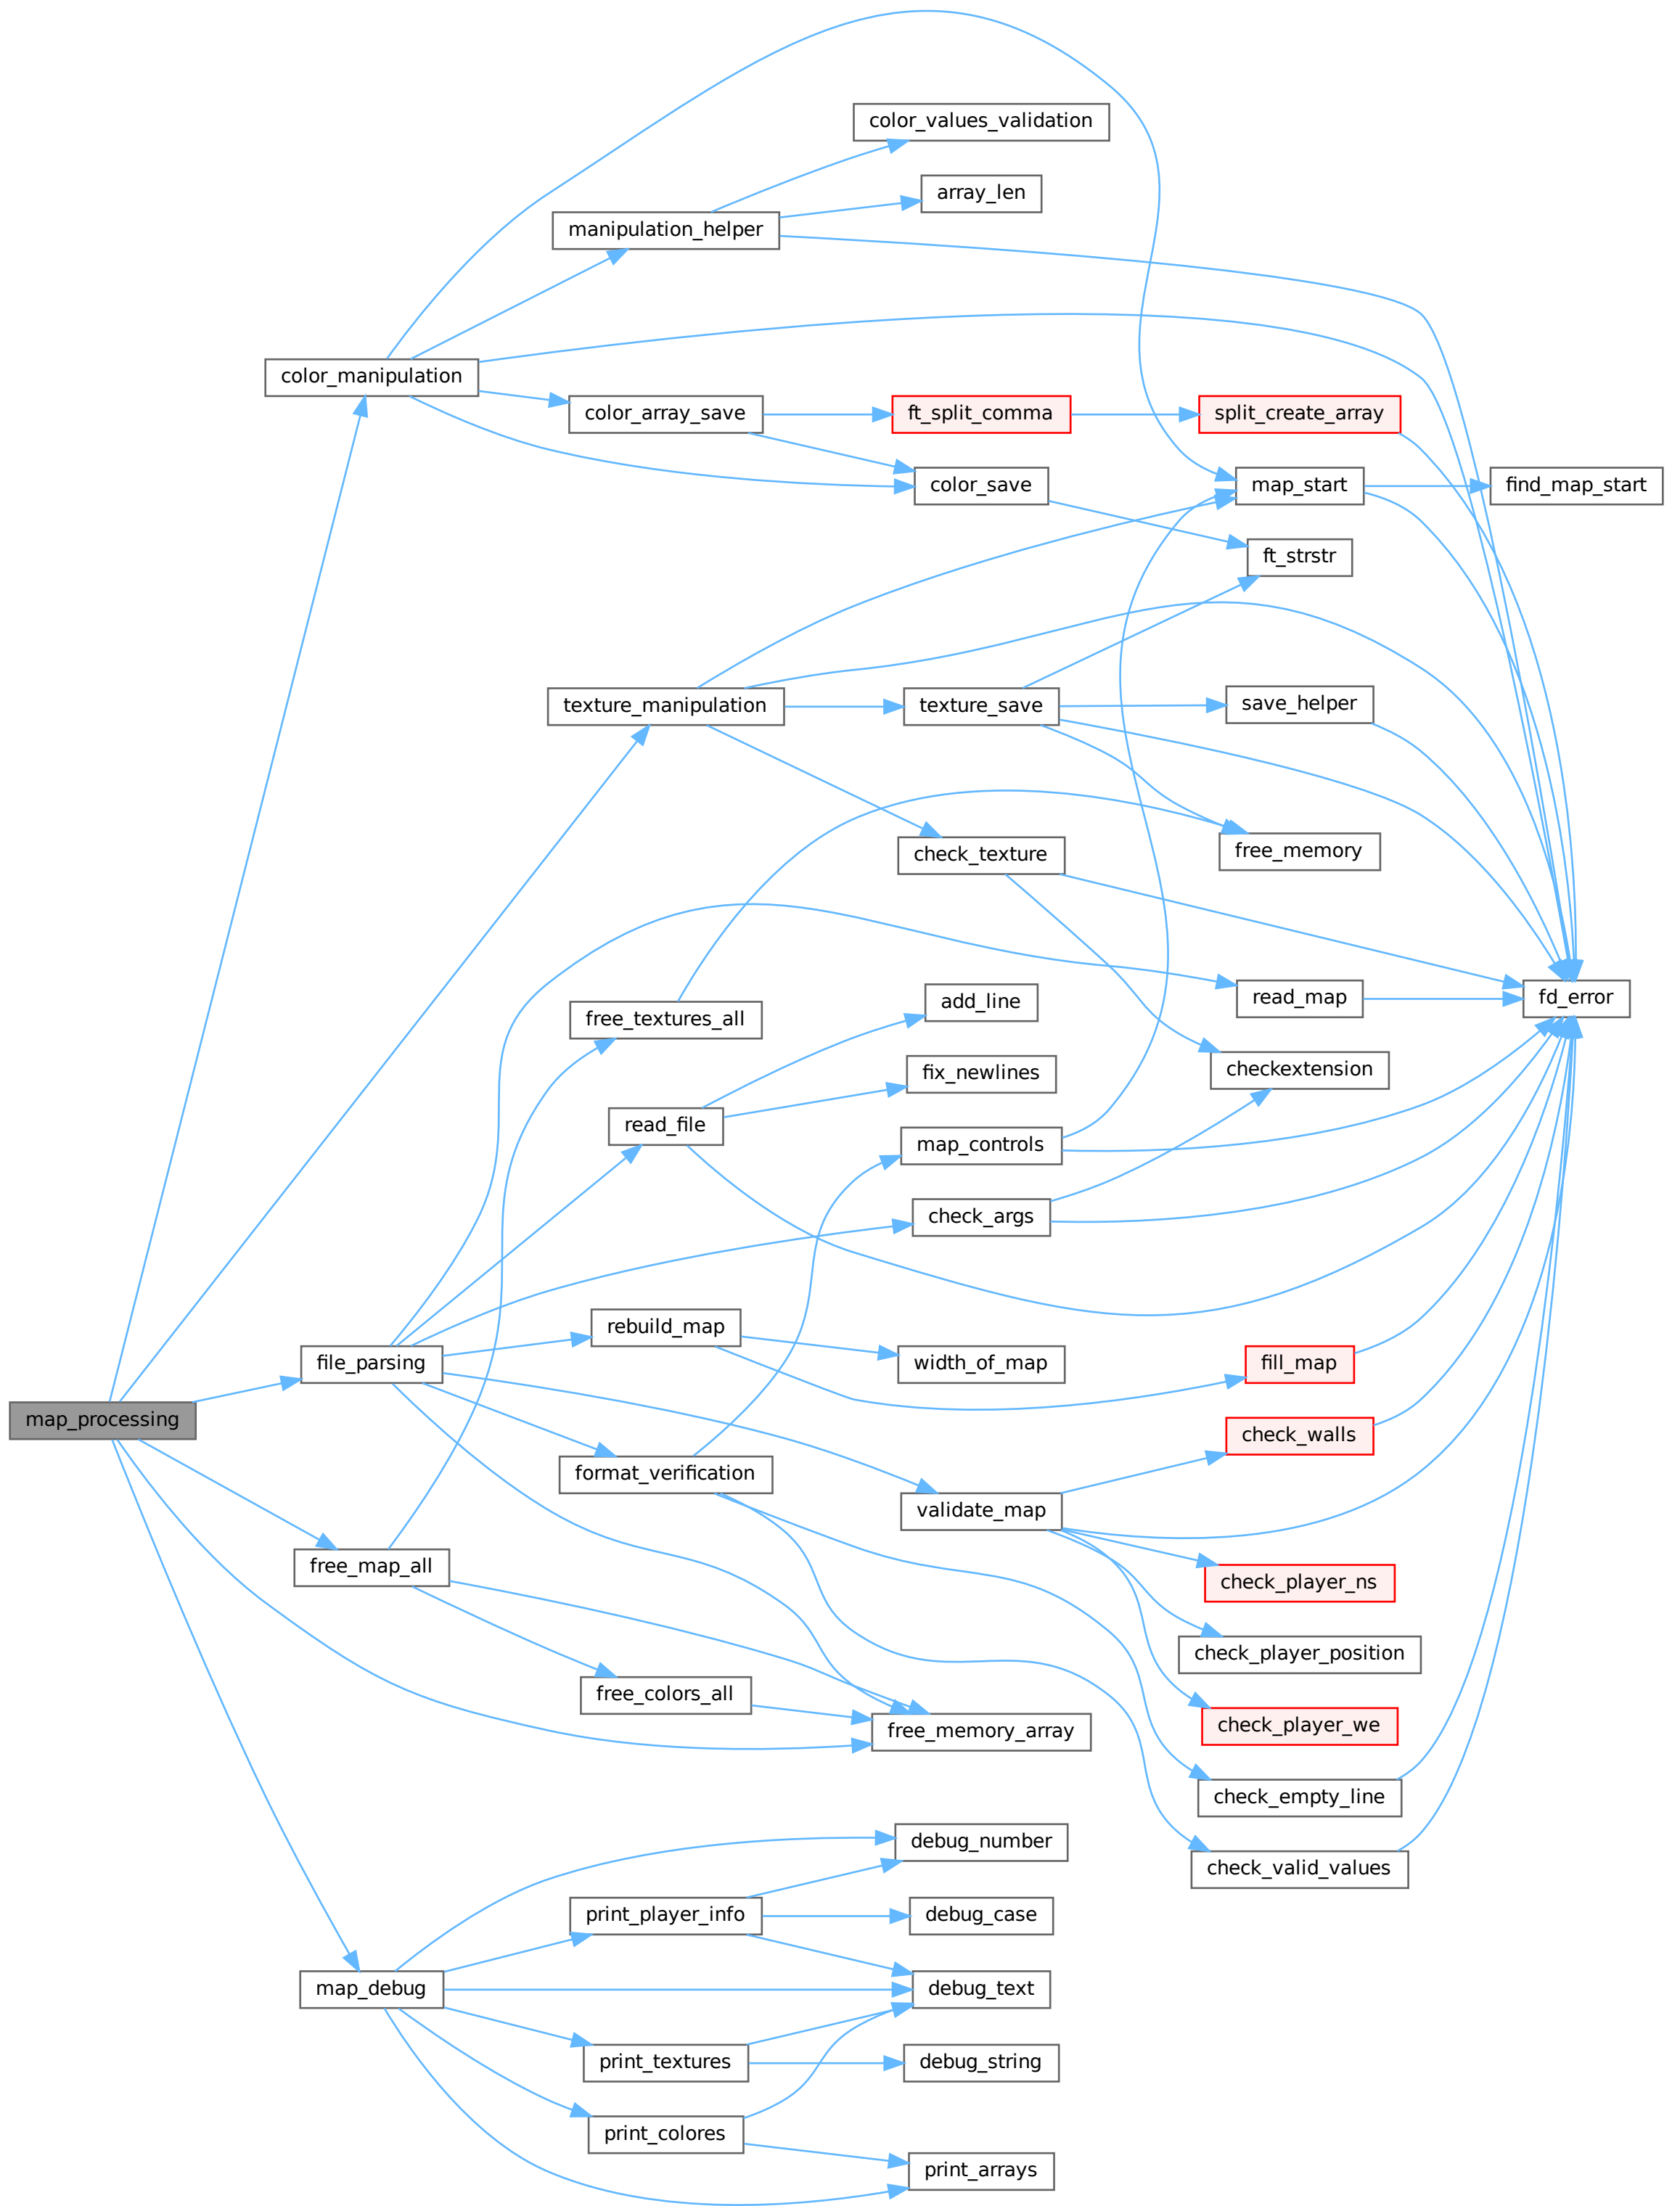 color_values_validation
array_len
manipulation_helper
color_manipulation
color_array_save
ft_split_comma
split_create_array
color_save
map_start
find_map_start
ft_strstr
texture_manipulation
texture_save
save_helper
check_texture
free_memory
free_textures_all
add_line
read_map
fd_error
fix_newlines
checkextension
read_file
map_controls
check_args
rebuild_map
file_parsing
width_of_map
fill_map
map_processing
check_walls
format_verification
validate_map
free_map_all
check_player_ns
check_player_position
free_colors_all
free_memory_array
check_player_we
check_empty_line
debug_number
check_valid_values
print_player_info
debug_case
map_debug
debug_text
print_textures
debug_string
print_colores
print_arrays